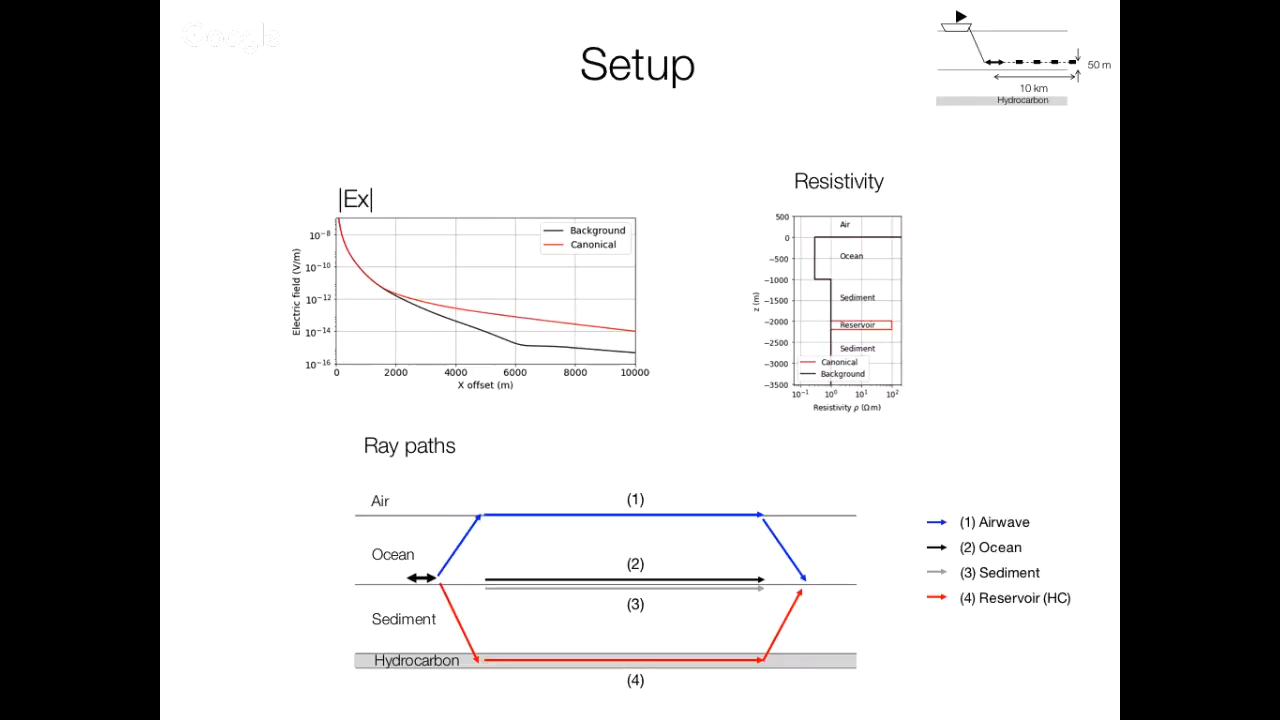 Google
Setup
50 m
10 km
Hydrocarbon
|Ex|
Electric field (V/m)
10⁻⁸
10⁻¹⁰
10⁻¹²
10⁻¹⁴
10⁻¹⁶
0 2000 4000 6000 8000 10000
X offset (m)
Background
Canonical
Resistivity
z (m)
500
0
−500
−1000
−1500
−2000
−2500
−3000
−3500
Air
Ocean
Sediment
Reservoir
Sediment
Canonical
Background
10⁻¹ 10⁰ 10¹ 10²
Resistivity ρ (Ωm)
Ray paths
Air
(1)
Ocean
(2)
(3)
Sediment
Hydrocarbon
(4)
(1) Airwave
(2) Ocean
(3) Sediment
(4) Reservoir (HC)